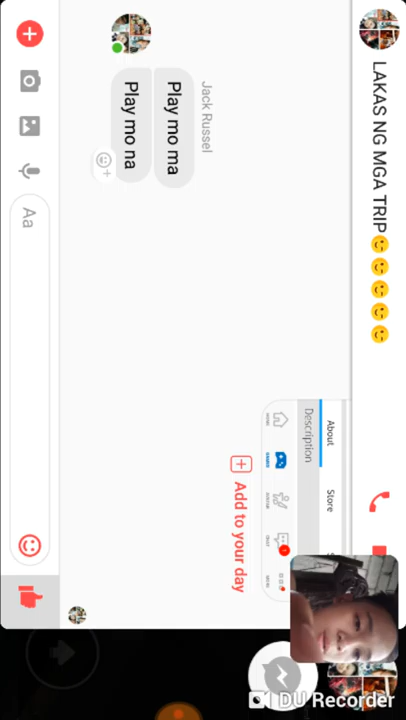 LAKAS NG MGA TRIP😉😉😉😉😉
About
Store
Description
Add to your day
Jack Russel
Play mo ma
Play mo na
Aa
DU Recorder